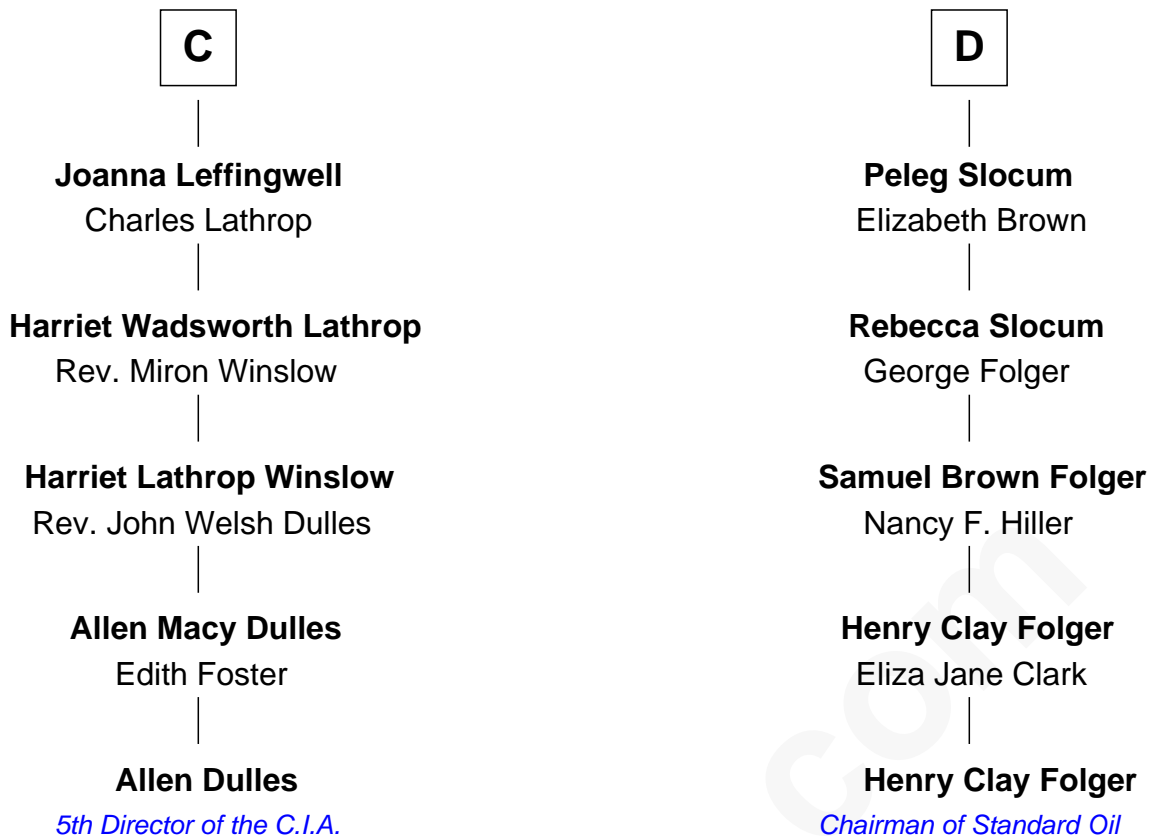 C
Joanna Leffingwell
Charles Lathrop
Harriet Wadsworth Lathrop
Rev. Miron Winslow
Harriet Lathrop Winslow
Rev. John Welsh Dulles
Allen Macy Dulles
Edith Foster
Allen Dulles
5th Director of the C.I.A.
D
Peleg Slocum
Elizabeth Brown
Rebecca Slocum
George Folger
Samuel Brown Folger
Nancy F. Hiller
Henry Clay Folger
Eliza Jane Clark
Henry Clay Folger
Chairman of Standard Oil
com